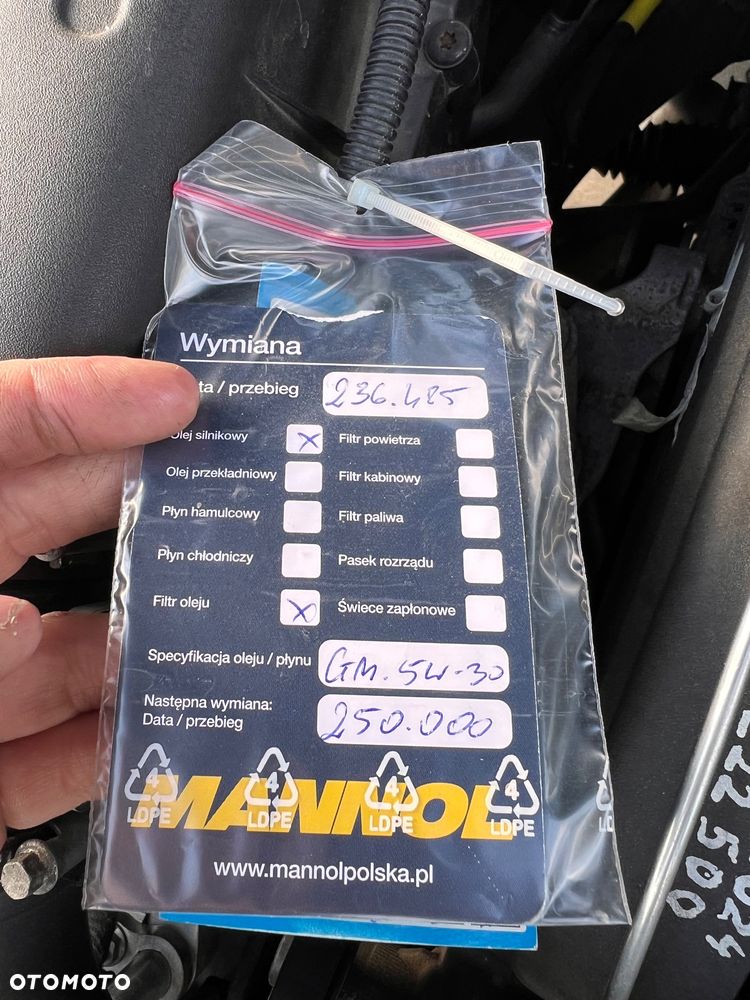 Wymiana
ta / przebieg 236.485
Olej silnikowy X Filtr powietrza
Olej przekładniowy Filtr kabinowy
Płyn hamulcowy Filtr paliwa
Płyn chłodniczy Pasek rozrządu
Filtr oleju X Świece zapłonowe
Specyfikacja oleju / płynu GM. 5W-30
Następna wymiana:
Data / przebieg 250.000
4 4 4 4
LDPE LDPE LDPE LDPE
MANNOL
www.mannolpolska.pl
500
OTOMOTO